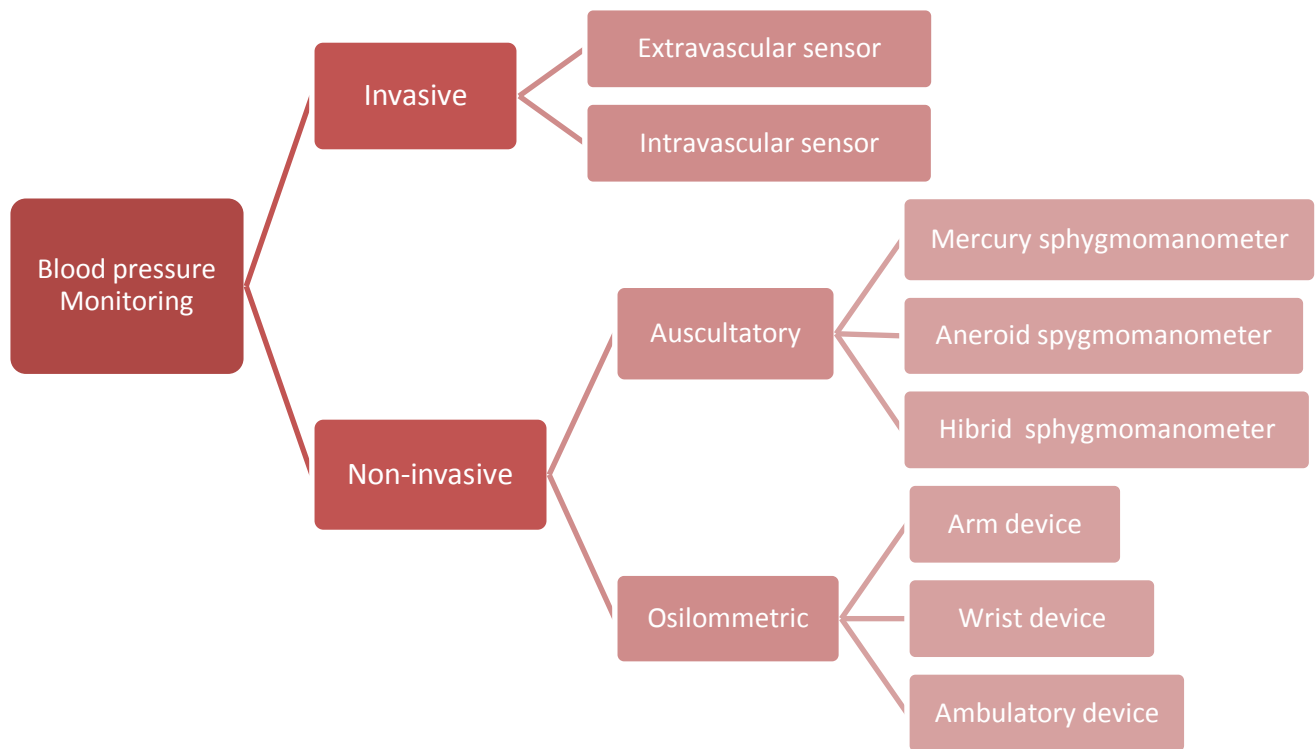 Blood pressure
Monitoring
Invasive
Extravascular sensor
Intravascular sensor
Non-invasive
Auscultatory
Mercury sphygmomanometer
Aneroid spygmomanometer
Hibrid  sphygmomanometer
Osilommetric
Arm device
Wrist device
Ambulatory device